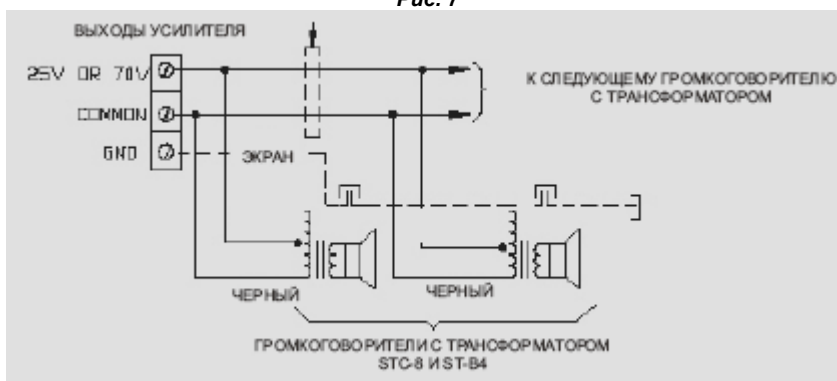 Рис. 7
ВЫХОДЫ УСИЛИТЕЛЯ
25V OR 70V
COMMON
GND
ЭКРАН
К СЛЕДУЮЩЕМУ ГРОМКОГОВОРИТЕЛЮ
С ТРАНСФОРМАТОРОМ
ЧЕРНЫЙ
ЧЕРНЫЙ
ГРОМКОГОВОРИТЕЛИ С ТРАНСФОРМАТОРОМ
STC-8 И ST-B4